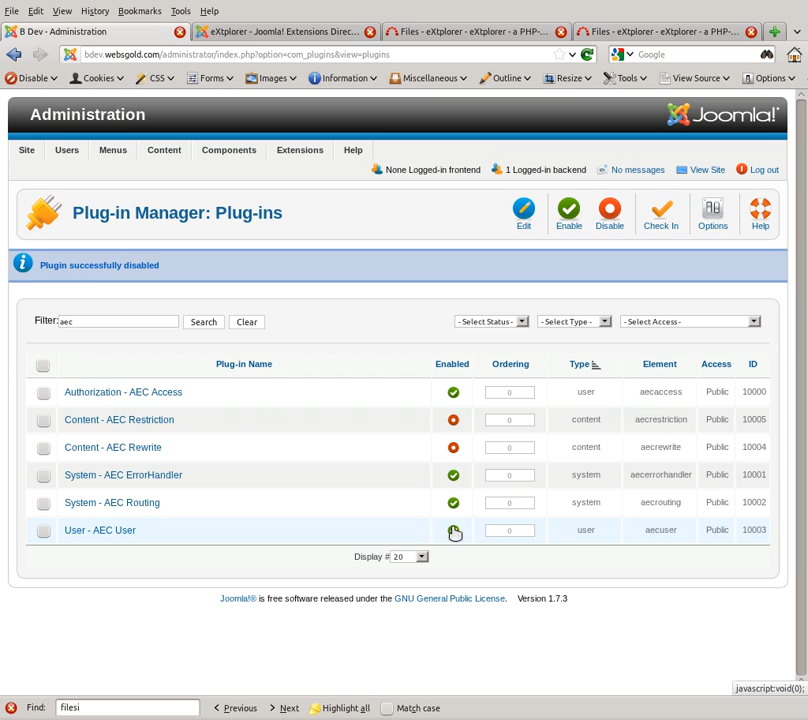 File Edit View History Bookmarks Tools Help
B Dev - Administration eXtplorer - Joomla! Extensions Direc... Files - eXtplorer - eXtplorer - a PHP-... Files - eXtplorer - eXtplorer - a PHP-...
bdev.websgold.com/administrator/index.php?option=com_plugins&view=plugins Google
Disable Cookies CSS Forms Images Information Miscellaneous Outline Resize Tools View Source Options
Administration Joomla!®
Site Users Menus Content Components Extensions Help
None Logged-in frontend 1 Logged-in backend No messages View Site Log out
Plug-in Manager: Plug-ins Edit Enable Disable Check In Options Help
Plugin successfully disabled
Filter: aec Search Clear - Select Status - - Select Type - - Select Access -
Plug-in Name Enabled Ordering Type Element Access ID
Authorization - AEC Access 0 user aecaccess Public 10000
Content - AEC Restriction 0 content aecrestriction Public 10005
Content - AEC Rewrite 0 content aecrewrite Public 10004
System - AEC ErrorHandler 0 system aecerrorhandler Public 10001
System - AEC Routing 0 system aecrouting Public 10002
User - AEC User 0 user aecuser Public 10003
Display # 20
Joomla!® is free software released under the GNU General Public License. Version 1.7.3
javascript:void(0);
Find: filesi Previous Next Highlight all Match case